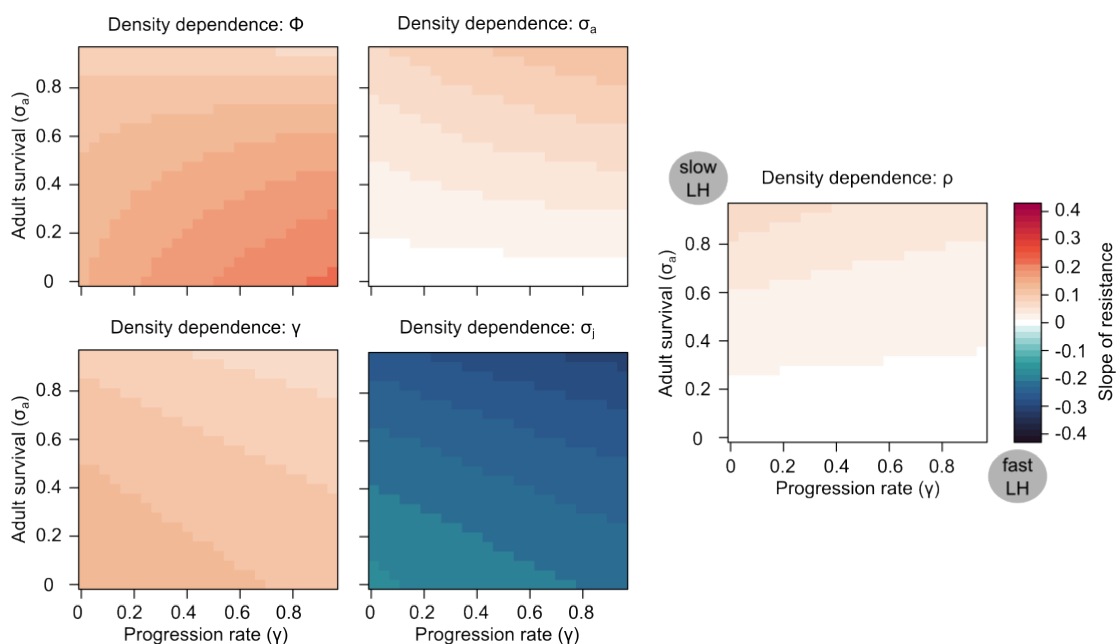 Density dependence: Φ
Density dependence: σa
Adult survival (σa)
0.8
0.6
0.4
0.2
0
Density dependence: γ
Density dependence: σj
Adult survival (σa)
0.8
0.6
0.4
0.2
0
0 0.2 0.4 0.6 0.8
Progression rate (γ)
0 0.2 0.4 0.6 0.8
Progression rate (γ)
slow
LH
Density dependence: ρ
Adult survival (σa)
0.8
0.6
0.4
0.2
0
0 0.2 0.4 0.6 0.8
Progression rate (γ)
0.4
0.3
0.2
0.1
0
-0.1
-0.2
-0.3
-0.4
Slope of resistance
fast
LH